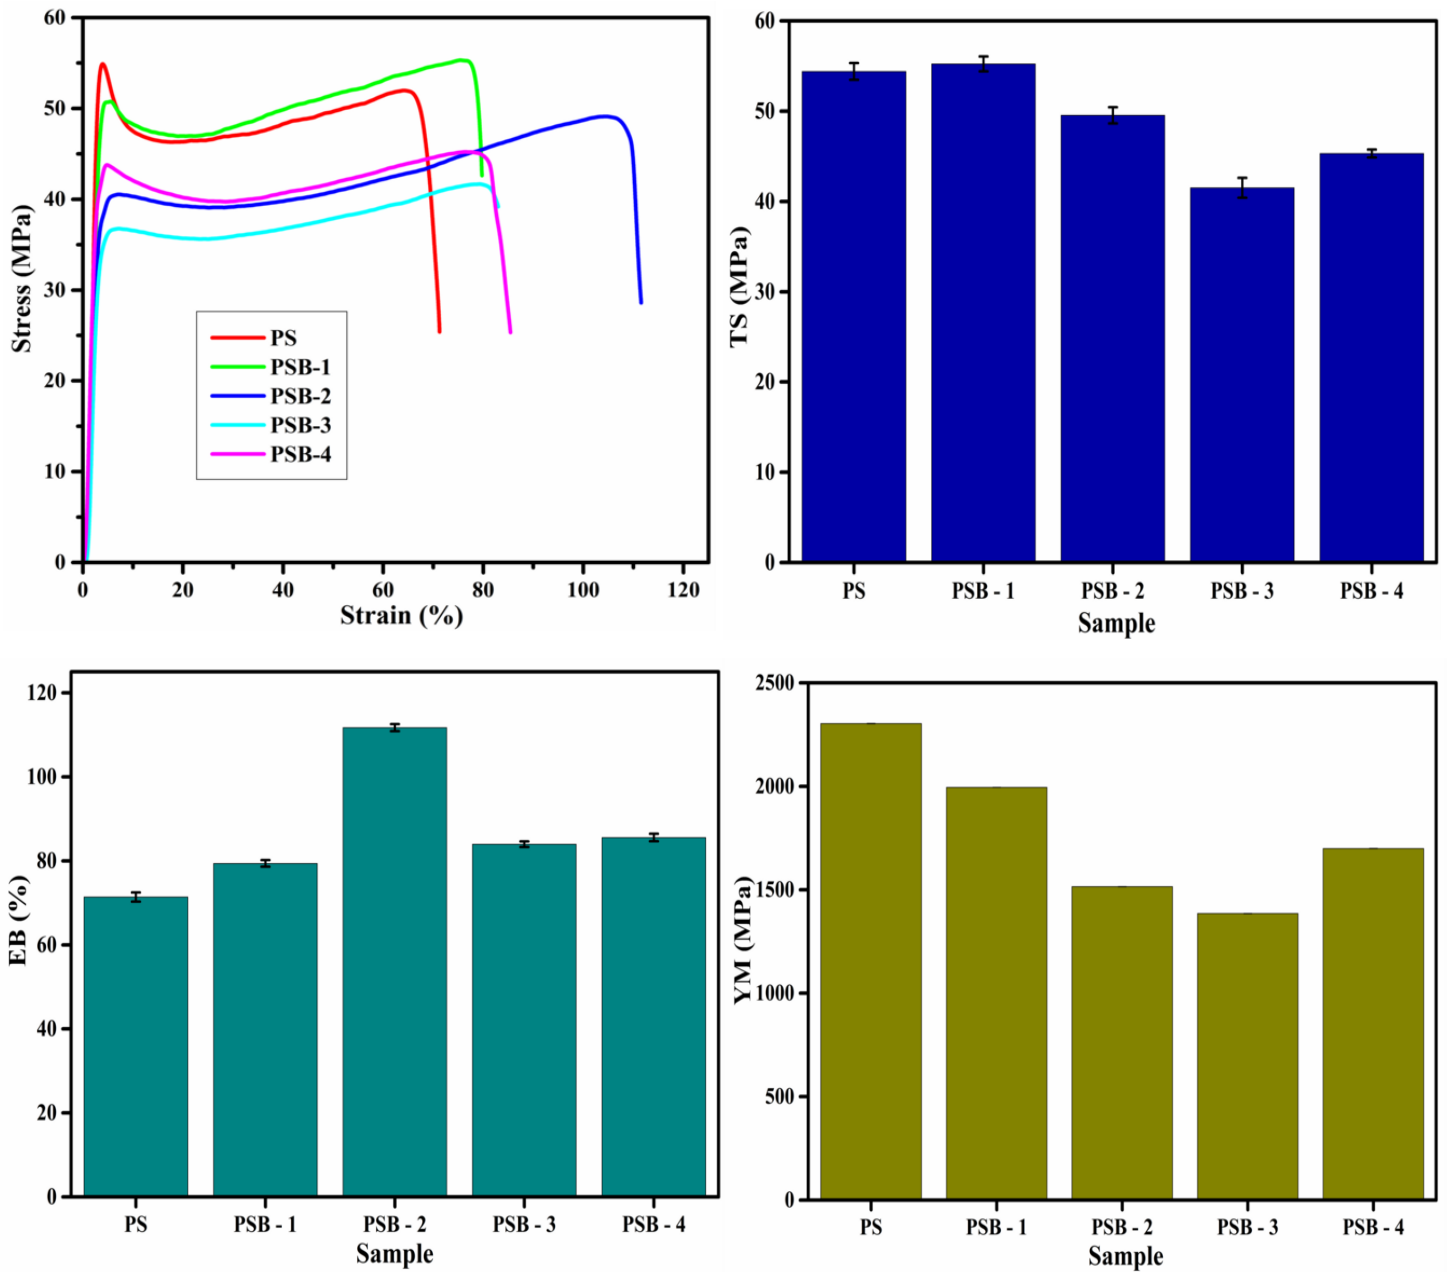 60
50
40
30
20
10
0
Stress (MPa)
PS
PSB-1
PSB-2
PSB-3
PSB-4
0 20 40 60 80 100 120
Strain (%)
60
50
40
30
20
10
0
TS (MPa)
PS PSB - 1 PSB - 2 PSB - 3 PSB - 4
Sample
120
100
80
60
40
20
0
EB (%)
PS PSB - 1 PSB - 2 PSB - 3 PSB - 4
Sample
2500
2000
1500
1000
500
0
YM (MPa)
PS PSB - 1 PSB - 2 PSB - 3 PSB - 4
Sample